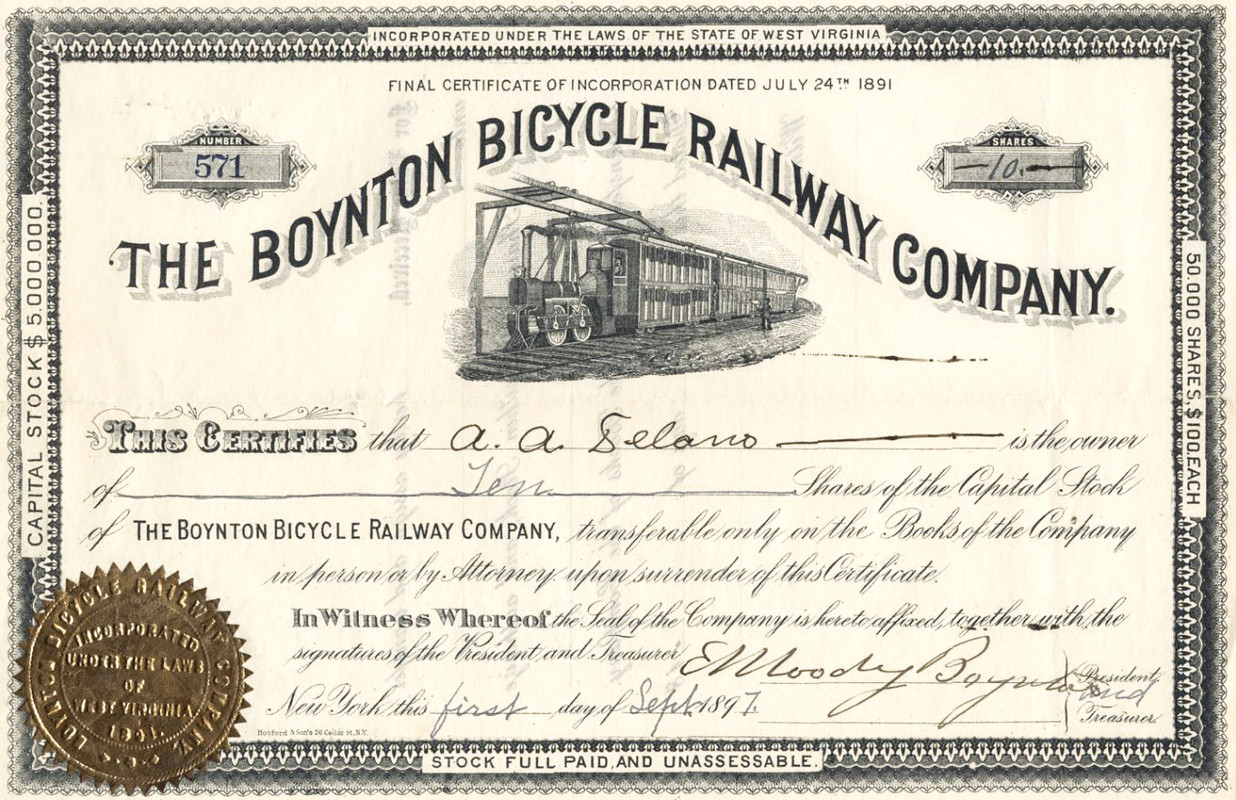 INCORPORATED UNDER THE LAWS OF THE STATE OF WEST VIRGINIA
FINAL CERTIFICATE OF INCORPORATION DATED JULY 24TH 1891
NUMBER
571
SHARES
—10.—
THE BOYNTON BICYCLE RAILWAY COMPANY.
CAPITAL STOCK $5.000.000.
50.000 SHARES, $100.EACH
This Certifies that A. A. Delano is the owner
of Ten Shares of the Capital Stock
of THE BOYNTON BICYCLE RAILWAY COMPANY, transferable only on the Books of the Company
in person or by Attorney upon surrender of this Certificate.
In Witness Whereof the Seal of the Company is hereto affixed, together with the
signatures of the President and Treasurer
E Moody Boynton
President
and
Treasurer.
New York this first day of Sept. 1897.
Hosford & Son's 56 Cedar St, N.Y.
BOYNTON BICYCLE RAILWAY COMPANY
INCORPORATED
UNDER THE LAWS
OF
WEST VIRGINIA
1891.
STOCK FULL PAID, AND UNASSESSABLE.